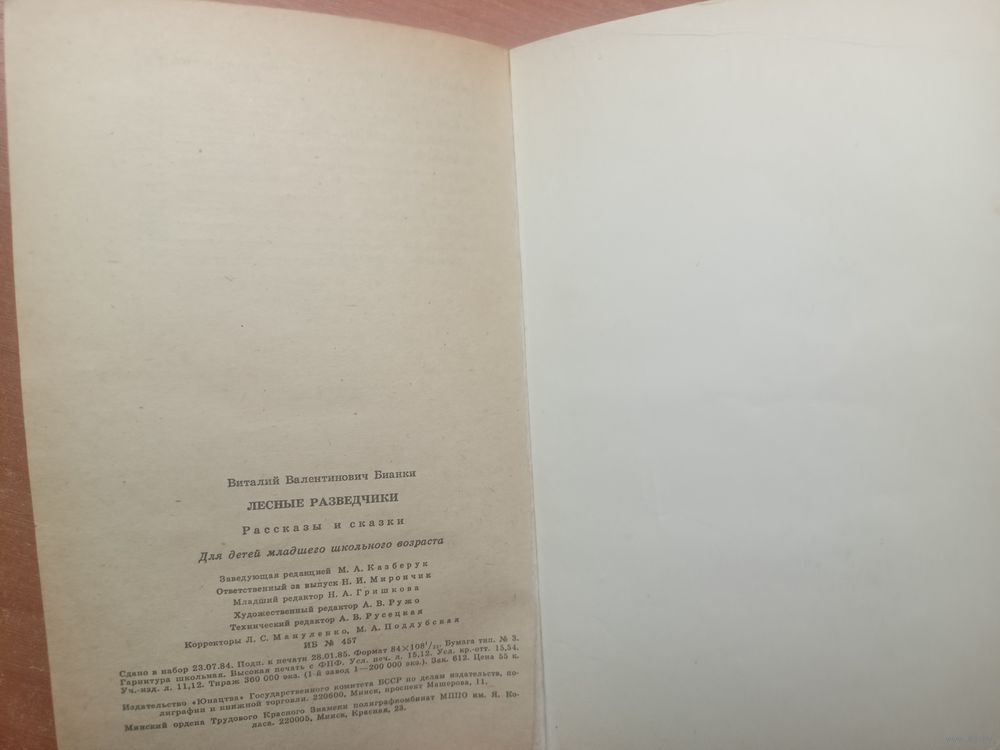 Виталий Валентинович Бианки
ЛЕСНЫЕ РАЗВЕДЧИКИ
Рассказы и сказки
Для детей младшего школьного возраста
Заведующая редакцией М. А. Казберук
Ответственный за выпуск Н. И. Мирончик
Младший редактор Н. А. Гришкова
Художественный редактор А. В. Ружо
Технический редактор А. В. Русецкая
Корректоры Л. С. Мануленко, М. А. Поддубская
ИБ № 457
Сдано в набор 23.07.84. Подп. к печати 28.01.85. Формат 84×108¹/₃₂. Бумага тип. № 3.
Гарнитура школьная. Высокая печать с ФПФ. Усл. печ. л. 15,12. Усл. кр.-отт. 15,54.
Уч.-изд. л. 11,12. Тираж 360 000 экз. (1-й завод 1—200 000 экз.). Зак. 612. Цена 55 к.
Издательство «Юнацтва» Государственного комитета БССР по делам издательств, по-
лиграфии и книжной торговли. 220600, Минск, проспект Машерова, 11.
Минский ордена Трудового Красного Знамени полиграфкомбинат МППО им. Я. Ко-
ласа. 220005, Минск, Красная, 23.